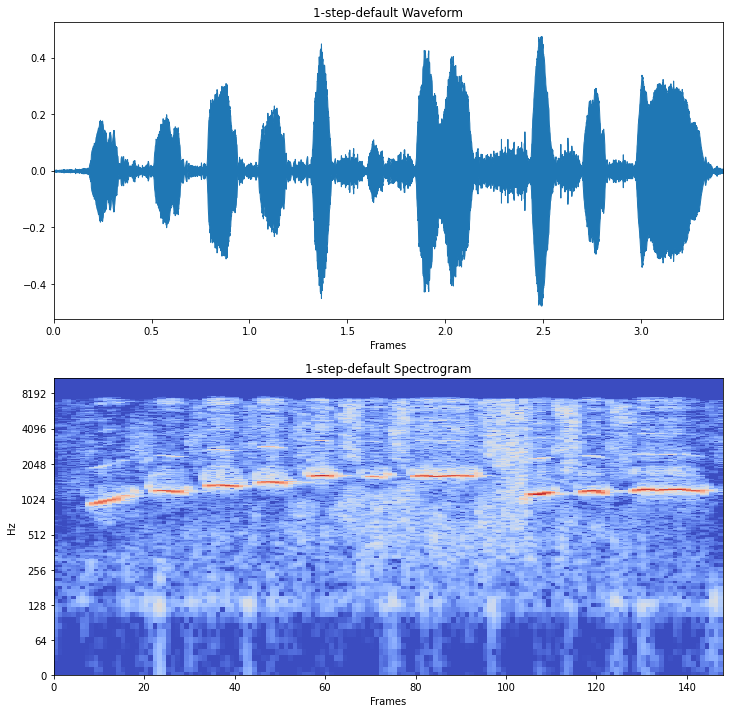 1-step-default Waveform
0.4
0.2
0.0
−0.2
−0.4
0.0 0.5 1.0 1.5 2.0 2.5 3.0
Frames
1-step-default Spectrogram
8192
4096
2048
1024
512
256
128
64
0
Hz
0 20 40 60 80 100 120 140
Frames